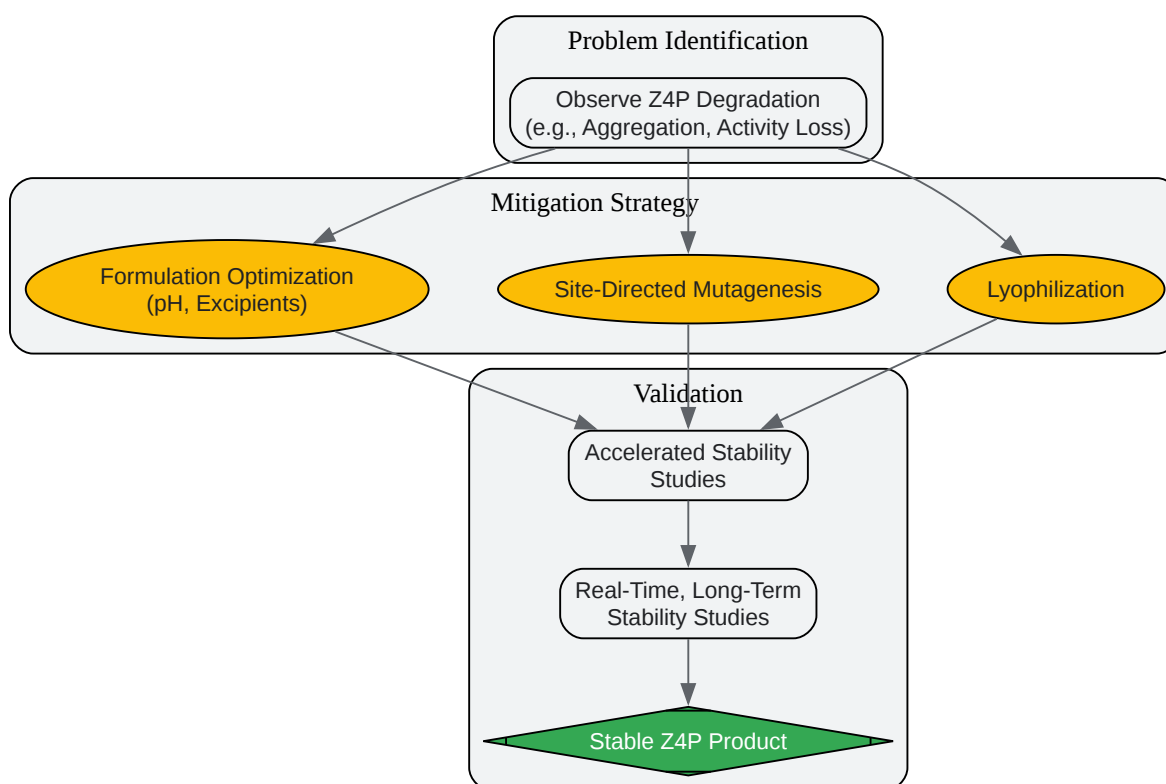 Problem Identification
Observe Z4P Degradation
(e.g., Aggregation, Activity Loss)
Mitigation Strategy
Formulation Optimization
(pH, Excipients)
Site-Directed Mutagenesis
Lyophilization
Validation
Accelerated Stability
Studies
Real-Time, Long-Term
Stability Studies
Stable Z4P Product